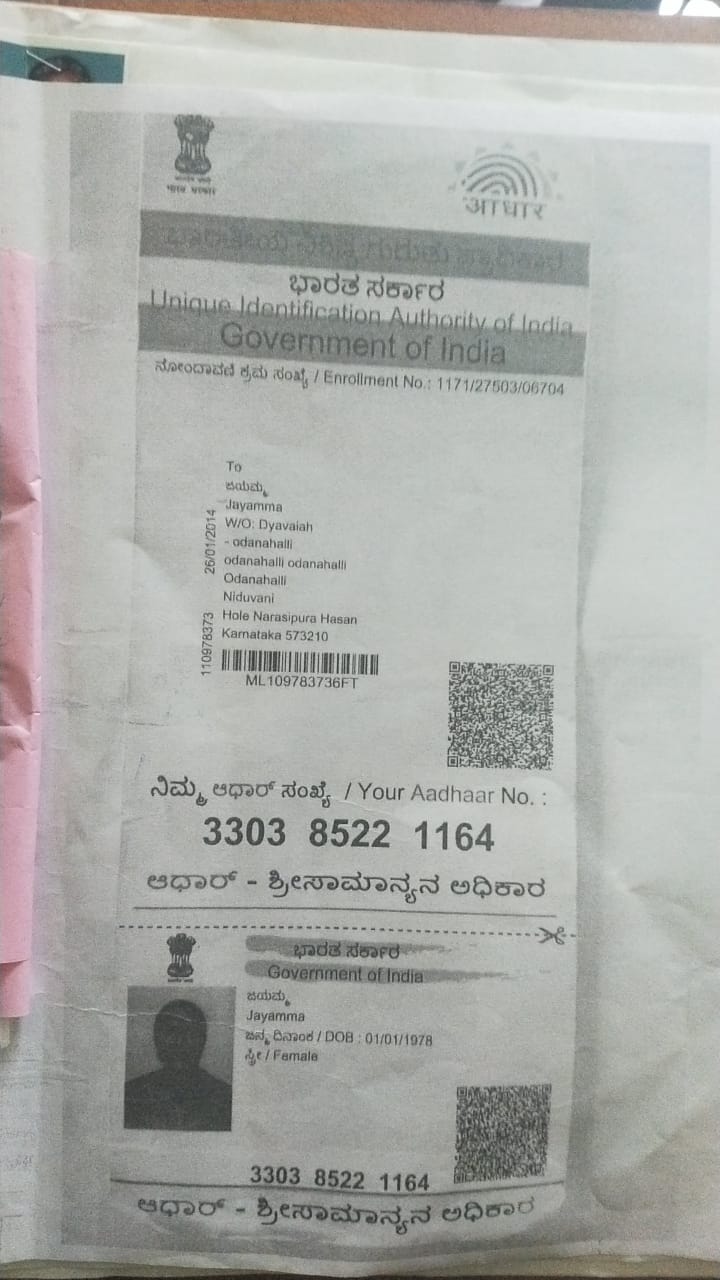 भारत सरकार
आधार
ಭಾರತ ಸರ್ಕಾರ
Unique Identification Authority of India
Government of India
ನೋಂದಾವಣಿ ಕ್ರಮ ಸಂಖ್ಯೆ / Enrollment No.: 1171/27503/06704
To
ಜಯಮ್ಮ
Jayamma
W/O: Dyavaiah
- odanahalli
odanahalli odanahalli
Odanahalli
Niduvani
Hole Narasipura Hasan
Karnataka 573210
26/01/2014
110978373
ML109783736FT
ನಿಮ್ಮ ಆಧಾರ್ ಸಂಖ್ಯೆ / Your Aadhaar No. :
3303 8522 1164
ಆಧಾರ್ - ಶ್ರೀಸಾಮಾನ್ಯನ ಅಧಿಕಾರ
ಭಾರತ ಸರ್ಕಾರ
Government of India
ಜಯಮ್ಮ
Jayamma
ಜನ್ಮ ದಿನಾಂಕ / DOB : 01/01/1978
ಸ್ತ್ರೀ / Female
3303 8522 1164
ಆಧಾರ್ - ಶ್ರೀಸಾಮಾನ್ಯನ ಅಧಿಕಾರ